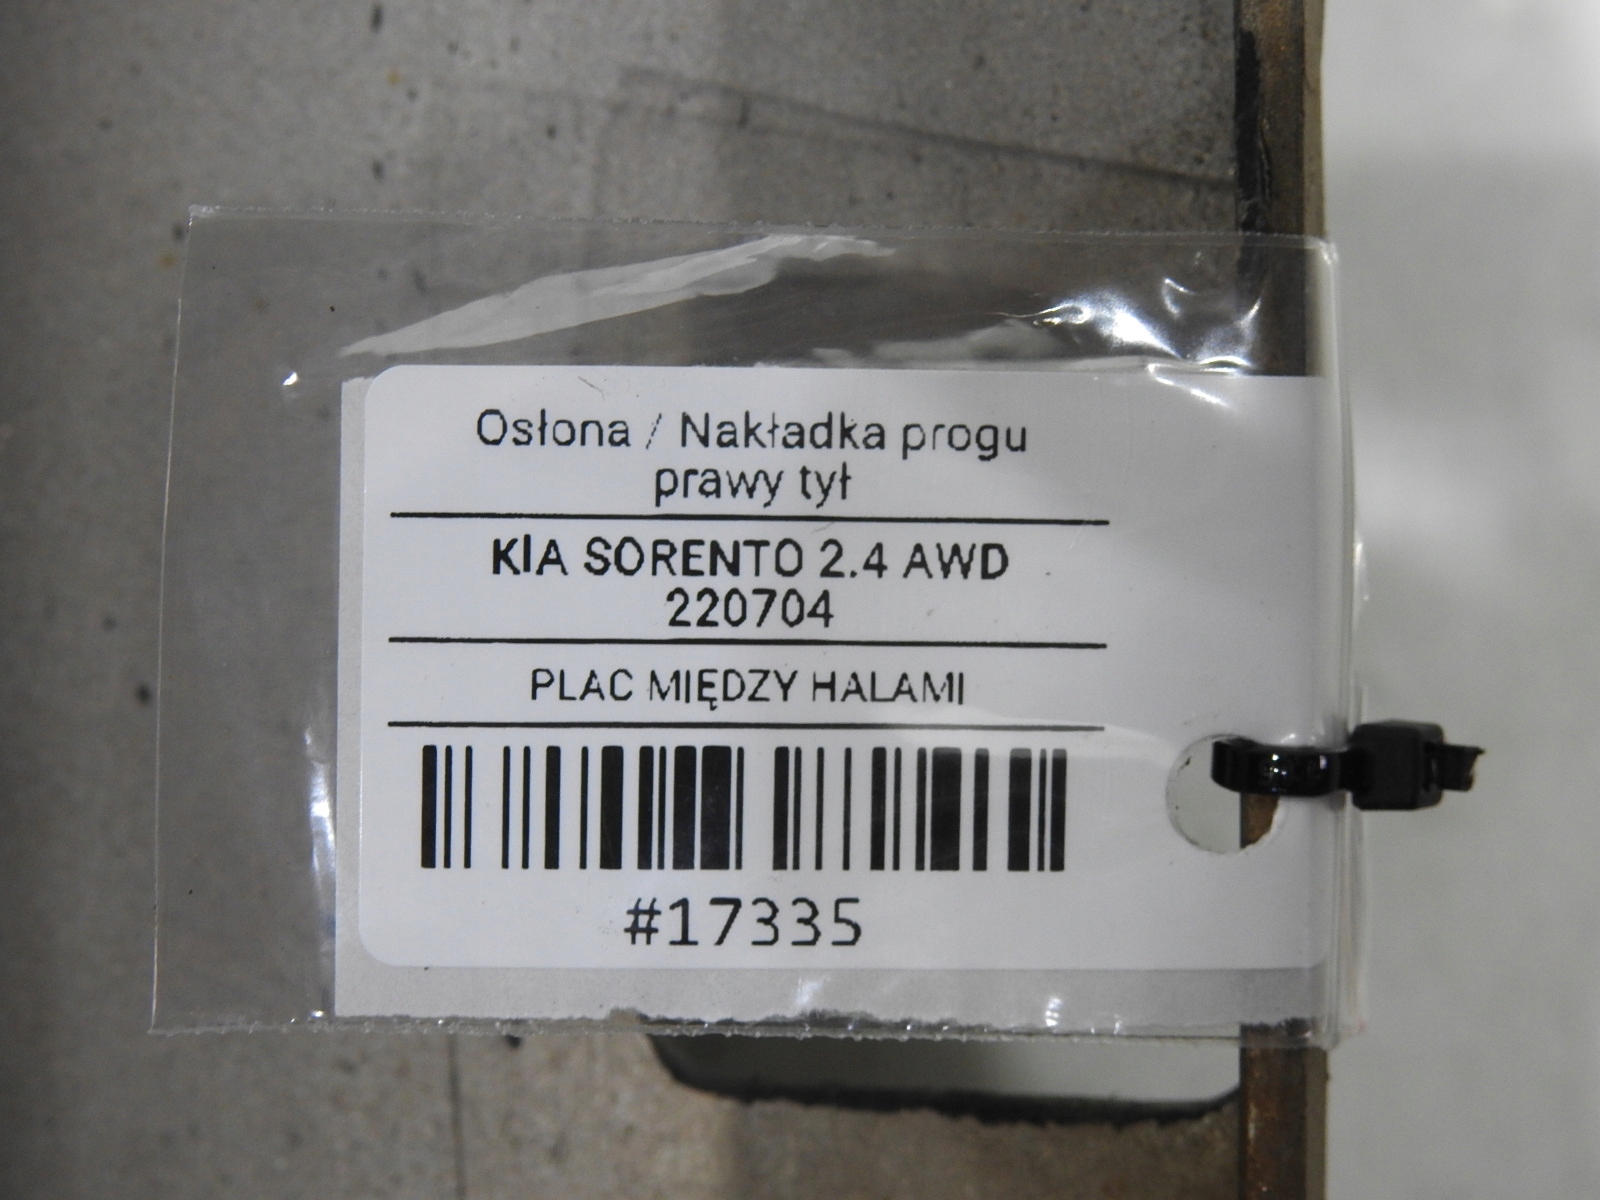 Osłona / Nakładka progu
prawy tył
KIA SORENTO 2.4 AWD
220704
PLAC MIĘDZY HALAMI
#17335